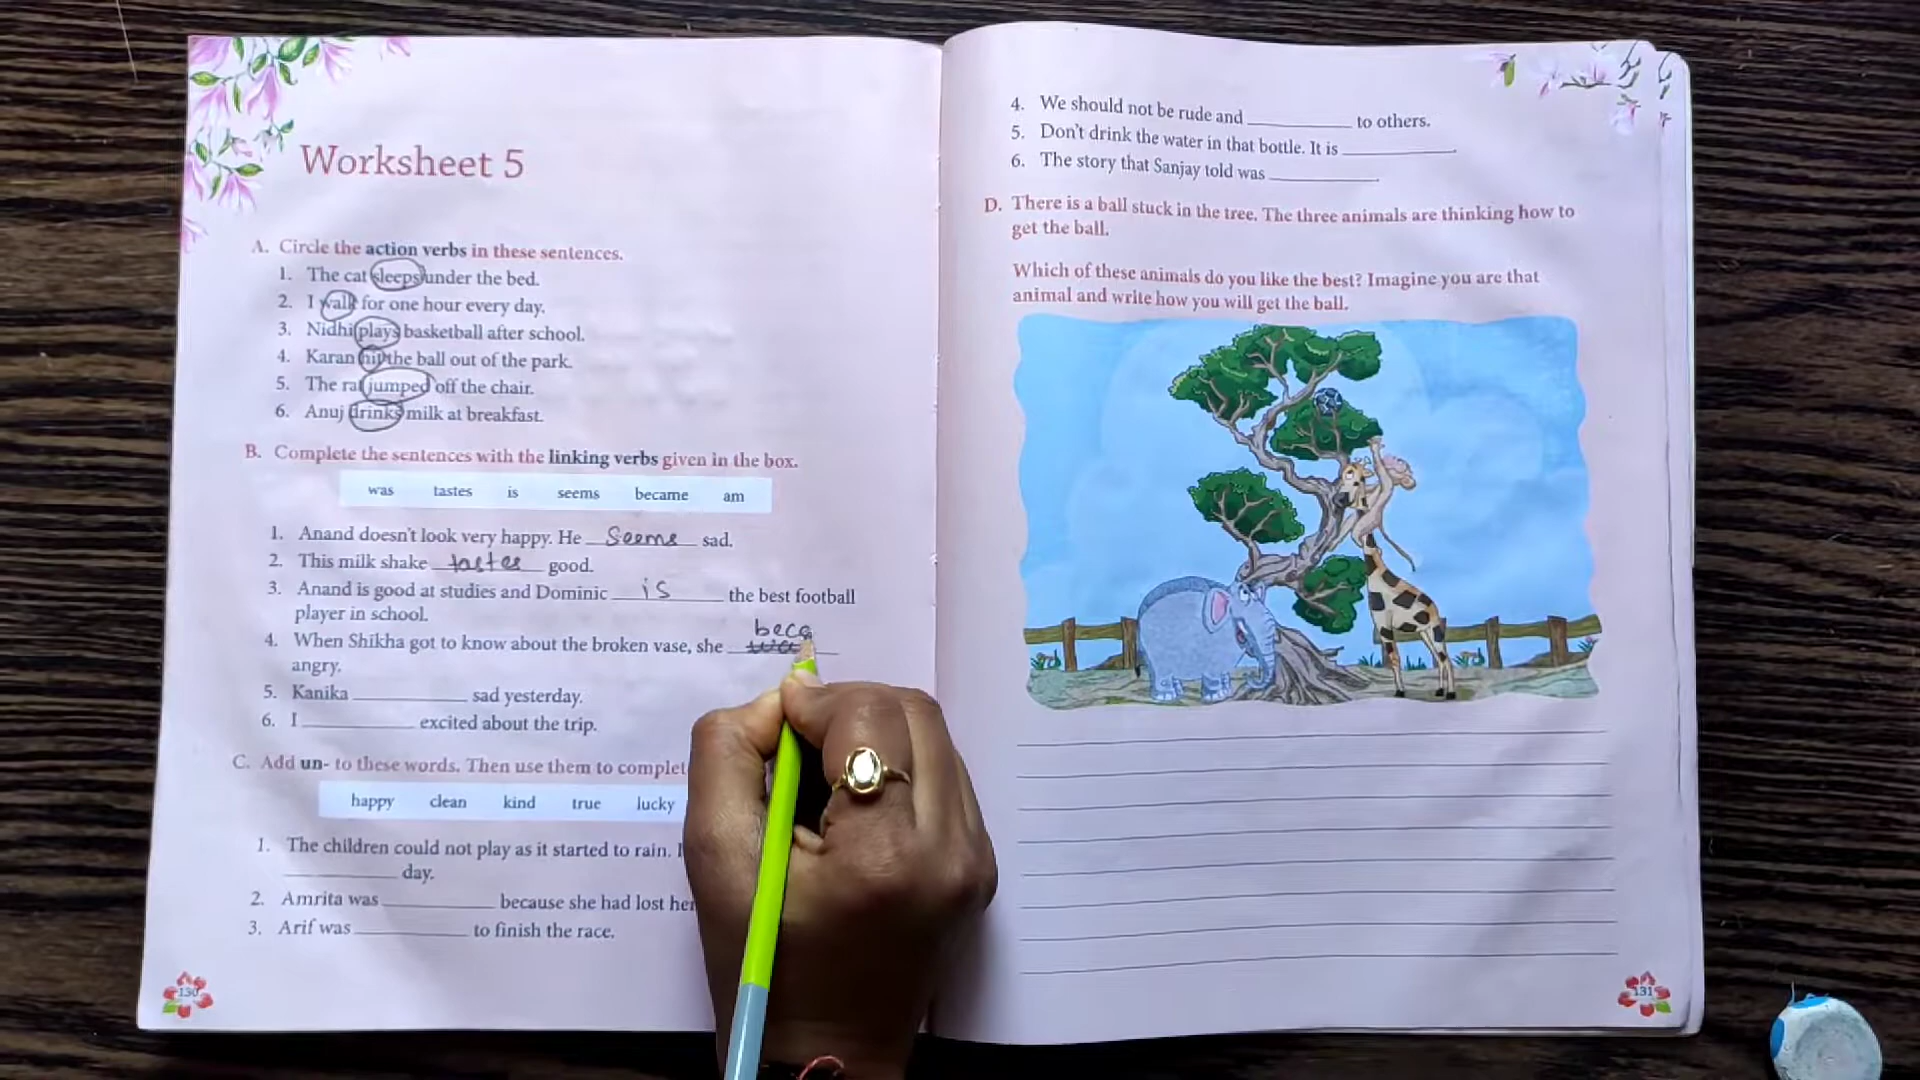 Worksheet 5
A. Circle the action verbs in these sentences.
1. The cat sleeps under the bed.
2. I walk for one hour every day.
3. Nidhi plays basketball after school.
4. Karan hit the ball out of the park.
5. The rat jumped off the chair.
6. Anuj drinks milk at breakfast.
B. Complete the sentences with the linking verbs given in the box.
was tastes is seems became am
1. Anand doesn't look very happy. He Seems sad.
2. This milk shake tastes good.
3. Anand is good at studies and Dominic is the best football
player in school.
beca
4. When Shikha got to know about the broken vase, she
angry.
5. Kanika __________ sad yesterday.
6. I __________ excited about the trip.
C. Add un- to these words. Then use them to complet
happy clean kind true lucky
1. The children could not play as it started to rain. I
__________ day.
2. Amrita was __________ because she had lost her
3. Arif was __________ to finish the race.
130
4. We should not be rude and __________ to others.
5. Don't drink the water in that bottle. It is __________.
6. The story that Sanjay told was __________.
D. There is a ball stuck in the tree. The three animals are thinking how to
get the ball.
Which of these animals do you like the best? Imagine you are that
animal and write how you will get the ball.
131